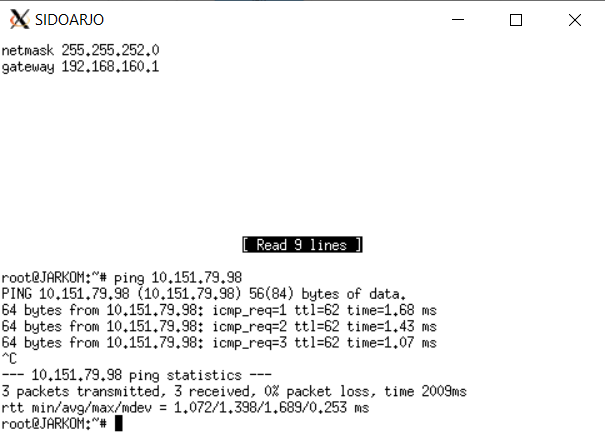 SIDOARJO
netmask 255.255.252.0
gateway 192.168.160.1
[ Read 9 lines ]
root@JARKOM:~# ping 10.151.79.98
PING 10.151.79.98 (10.151.79.98) 56(84) bytes of data.
64 bytes from 10.151.79.98: icmp_req=1 ttl=62 time=1.68 ms
64 bytes from 10.151.79.98: icmp_req=2 ttl=62 time=1.43 ms
64 bytes from 10.151.79.98: icmp_req=3 ttl=62 time=1.07 ms
^C
--- 10.151.79.98 ping statistics ---
3 packets transmitted, 3 received, 0% packet loss, time 2009ms
rtt min/avg/max/mdev = 1.072/1.398/1.689/0.253 ms
root@JARKOM:~#